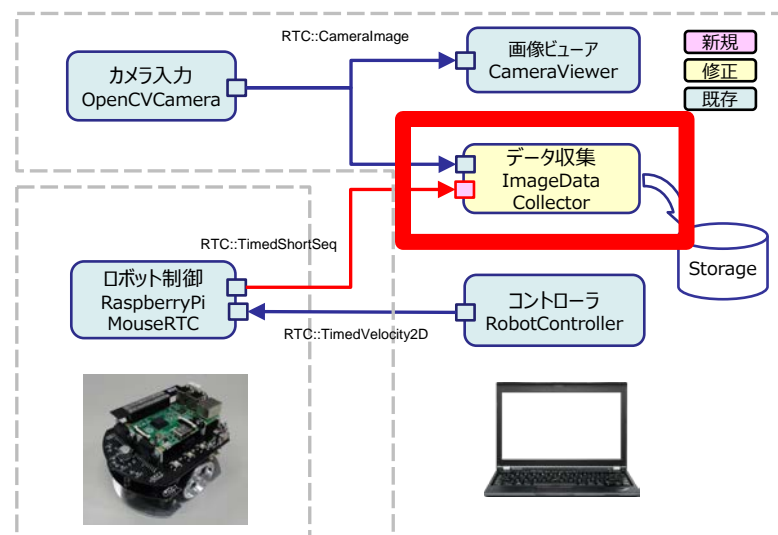 RTC::CameraImage
カメラ入力
OpenCVCamera
画像ビューア
CameraViewer
新規
修正
既存
データ収集
ImageData
Collector
Storage
RTC::TimedShortSeq
ロボット制御
RaspberryPi
MouseRTC
RTC::TimedVelocity2D
コントローラ
RobotController